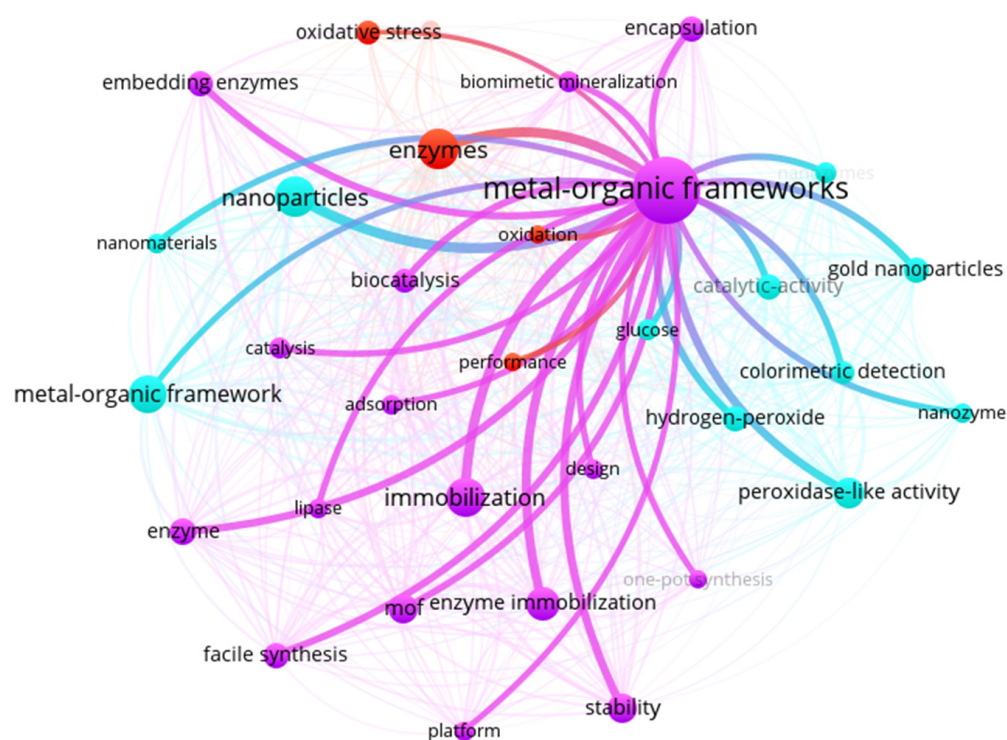 encapsulation
oxidative stress
embedding enzymes
biomimetic mineralization
enzymes
nanozymes
metal-organic frameworks
nanoparticles
oxidation
nanomaterials
gold nanoparticles
biocatalysis
catalytic-activity
glucose
catalysis
performance
colorimetric detection
metal-organic framework
adsorption
nanozyme
hydrogen-peroxide
design
peroxidase-like activity
immobilization
lipase
enzyme
one-pot synthesis
enzyme immobilization
mof
facile synthesis
stability
platform